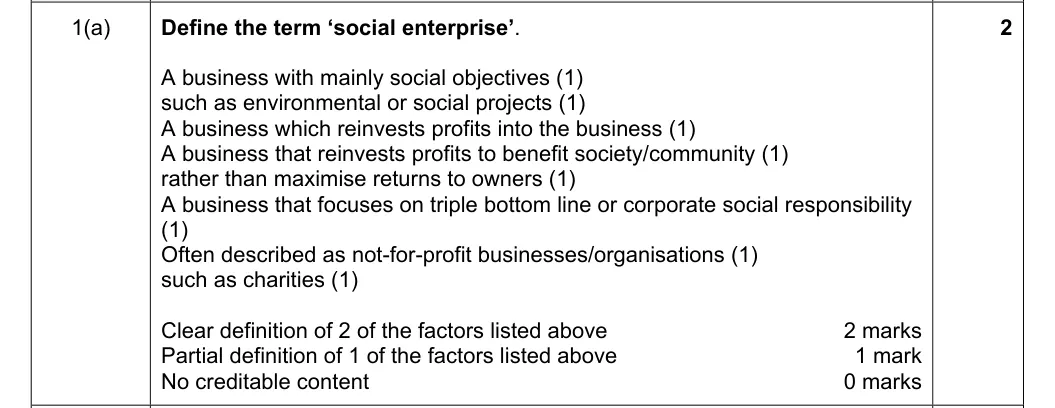 1(a) Define the term ‘social enterprise’. 2
A business with mainly social objectives (1)
such as environmental or social projects (1)
A business which reinvests profits into the business (1)
A business that reinvests profits to benefit society/community (1)
rather than maximise returns to owners (1)
A business that focuses on triple bottom line or corporate social responsibility
(1)
Often described as not-for-profit businesses/organisations (1)
such as charities (1)
Clear definition of 2 of the factors listed above 2 marks
Partial definition of 1 of the factors listed above 1 mark
No creditable content 0 marks